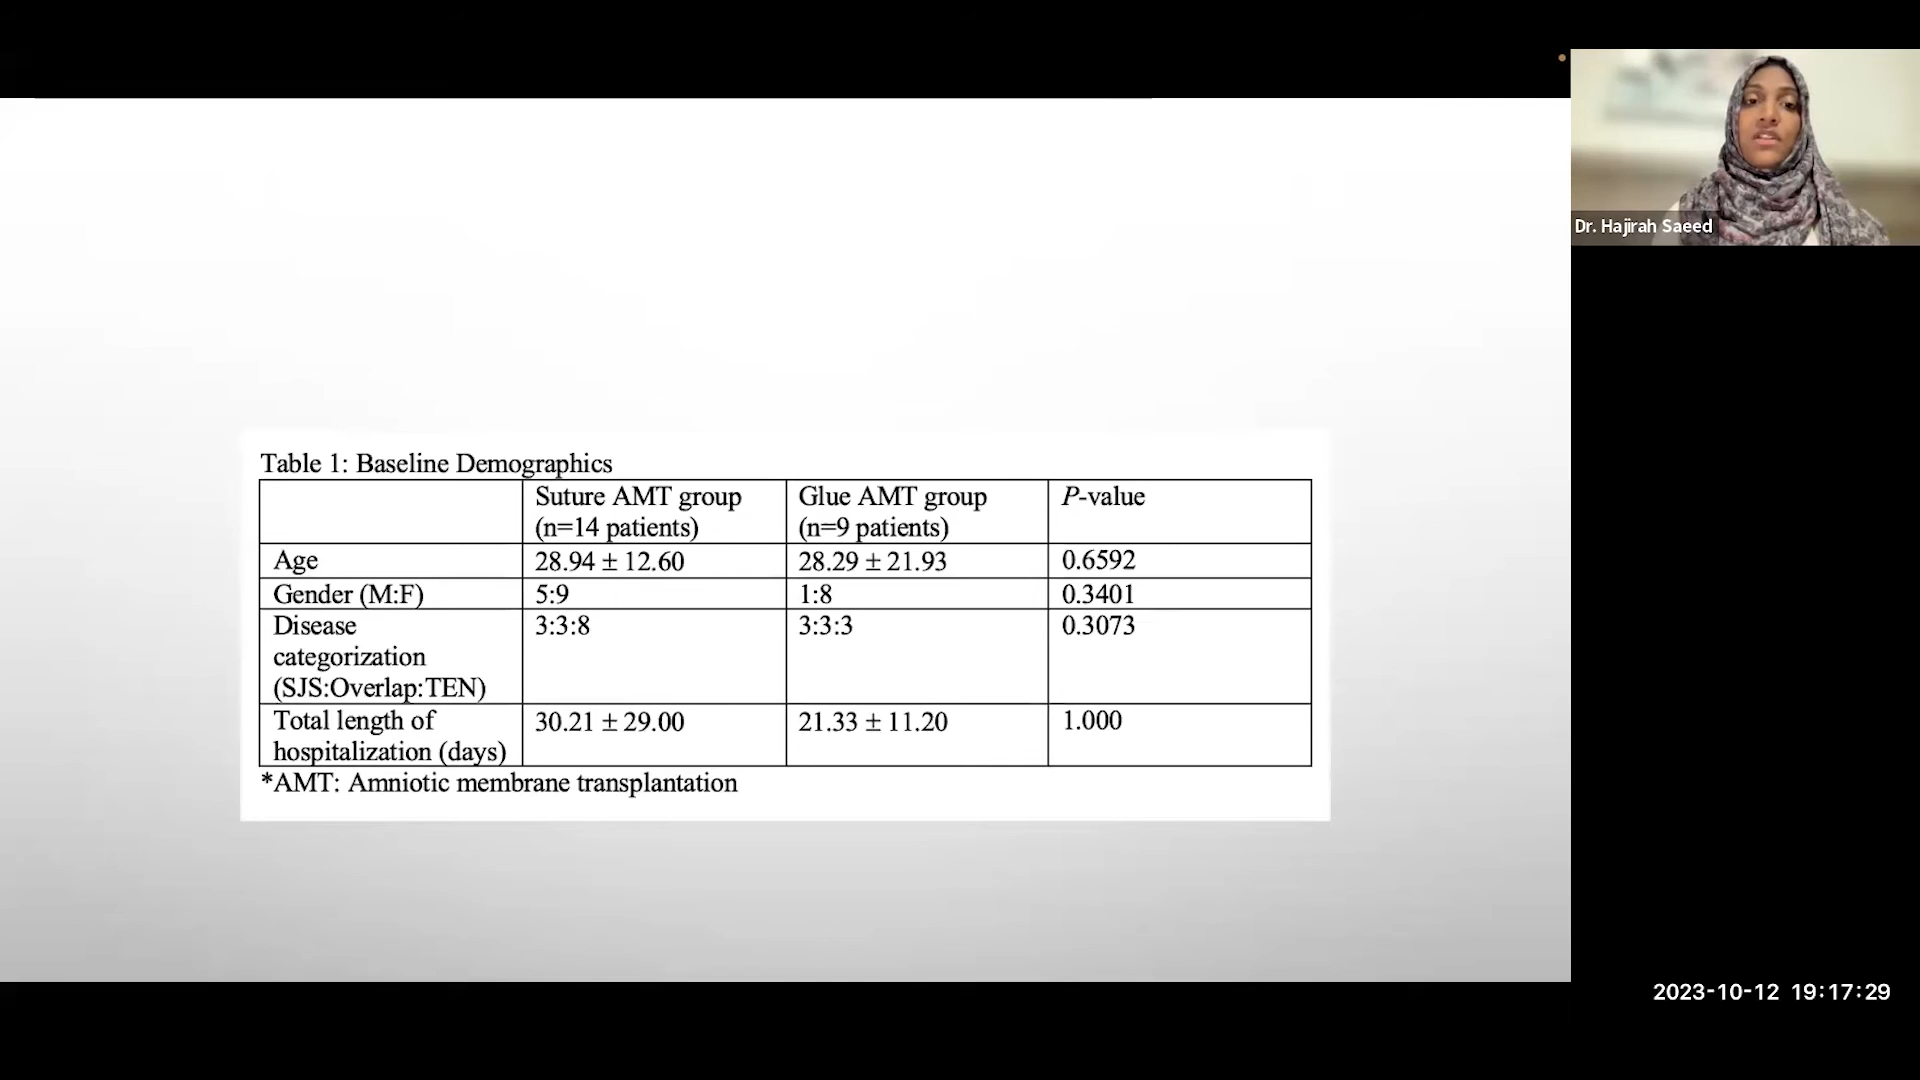 Dr. Hajirah Saeed
Table 1: Baseline Demographics
Suture AMT group (n=14 patients) Glue AMT group (n=9 patients) P-value
Age 28.94 ± 12.60 28.29 ± 21.93 0.6592
Gender (M:F) 5:9 1:8 0.3401
Disease categorization (SJS:Overlap:TEN) 3:3:8 3:3:3 0.3073
Total length of hospitalization (days) 30.21 ± 29.00 21.33 ± 11.20 1.000
*AMT: Amniotic membrane transplantation
2023-10-12 19:17:29